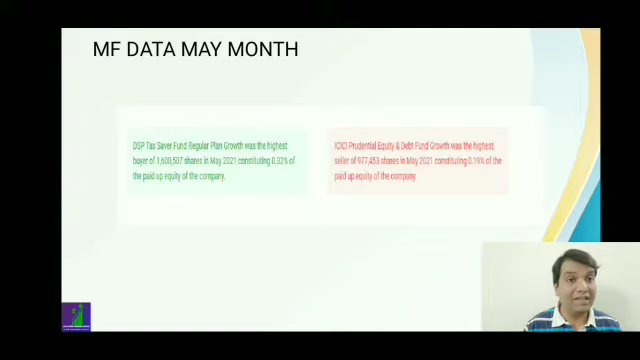 MF DATA MAY MONTH
DSP Tax Saver Fund Regular Plan Growth was the highest
buyer of 1,600,507 shares in May 2021 constituting 0.32% of
the paid up equity of the company.
ICICI Prudential Equity & Debt Fund Growth was the highest
seller of 977,453 shares in May 2021 constituting 0.19% of the
paid up equity of the company